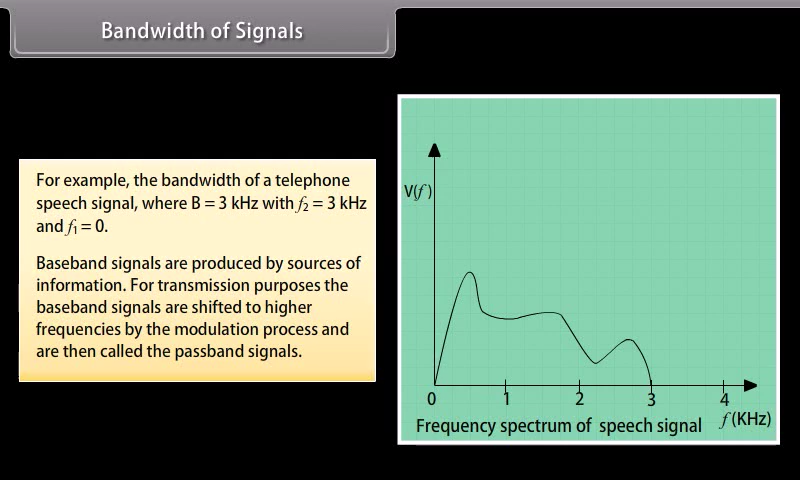 Bandwidth of Signals
For example, the bandwidth of a telephone
speech signal, where B = 3 kHz with f₂ = 3 kHz
and f₁ = 0.
Baseband signals are produced by sources of
information. For transmission purposes the
baseband signals are shifted to higher
frequencies by the modulation process and
are then called the passband signals.
V(f)
0 1 2 3 4
f (KHz)
Frequency spectrum of speech signal